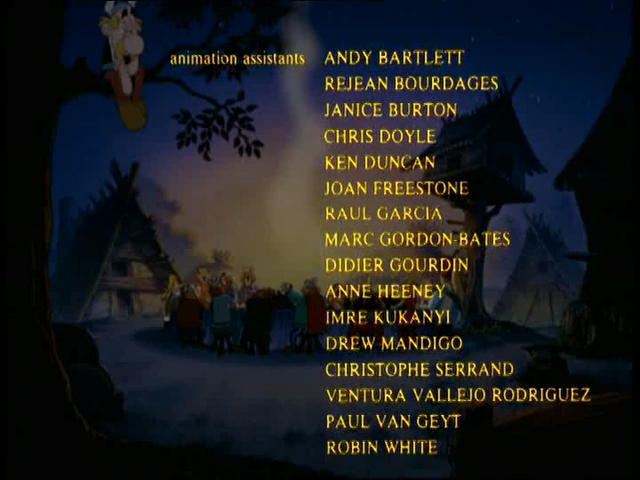 animation assistants ANDY BARTLETT
REJEAN BOURDAGES
JANICE BURTON
CHRIS DOYLE
KEN DUNCAN
JOAN FREESTONE
RAUL GARCIA
MARC GORDON-BATES
DIDIER GOURDIN
ANNE HEENEY
IMRE KUKANYI
DREW MANDIGO
CHRISTOPHE SERRAND
VENTURA VALLEJO RODRIGUEZ
PAUL VAN GEYT
ROBIN WHITE